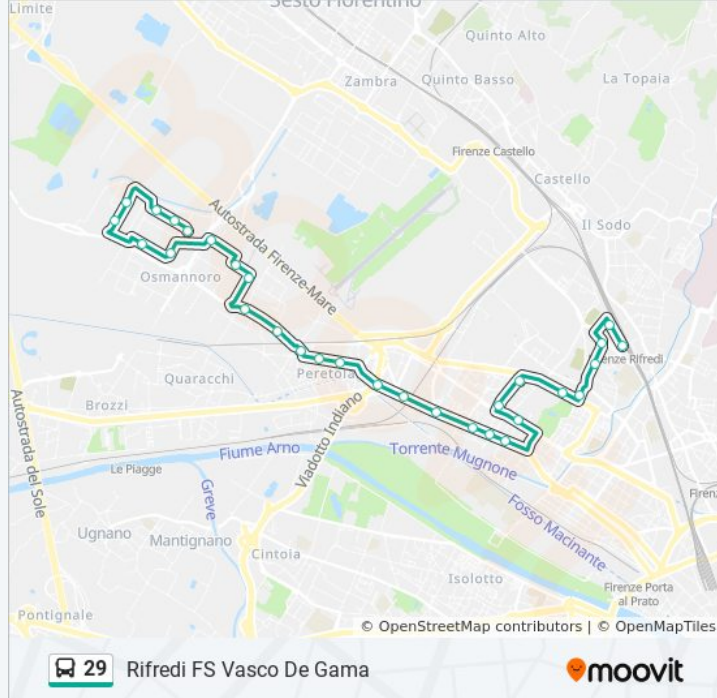 Limite
Sesto Fiorentino
Quinto Alto
Zambra
Quinto Basso
La Topaia
Firenze Castello
Castello
Il Sodo
Autostrada Firenze-Mare
Osmannoro
enze Rifredi
Peretola
Quaracchi
Brozzi
Autostrada del Sole
Viadotto Indiano
Fiume Arno
Torrente Mugnone
Le Piagge
Greve
Fosso Macinante
Firenz
Ugnano
Mantignano
Cintoia
Isolotto
Firenze Porta
al Prato
Pontignale
© OpenStreetMap contributors | © OpenMapTiles
29 Rifredi FS Vasco De Gama
moovit